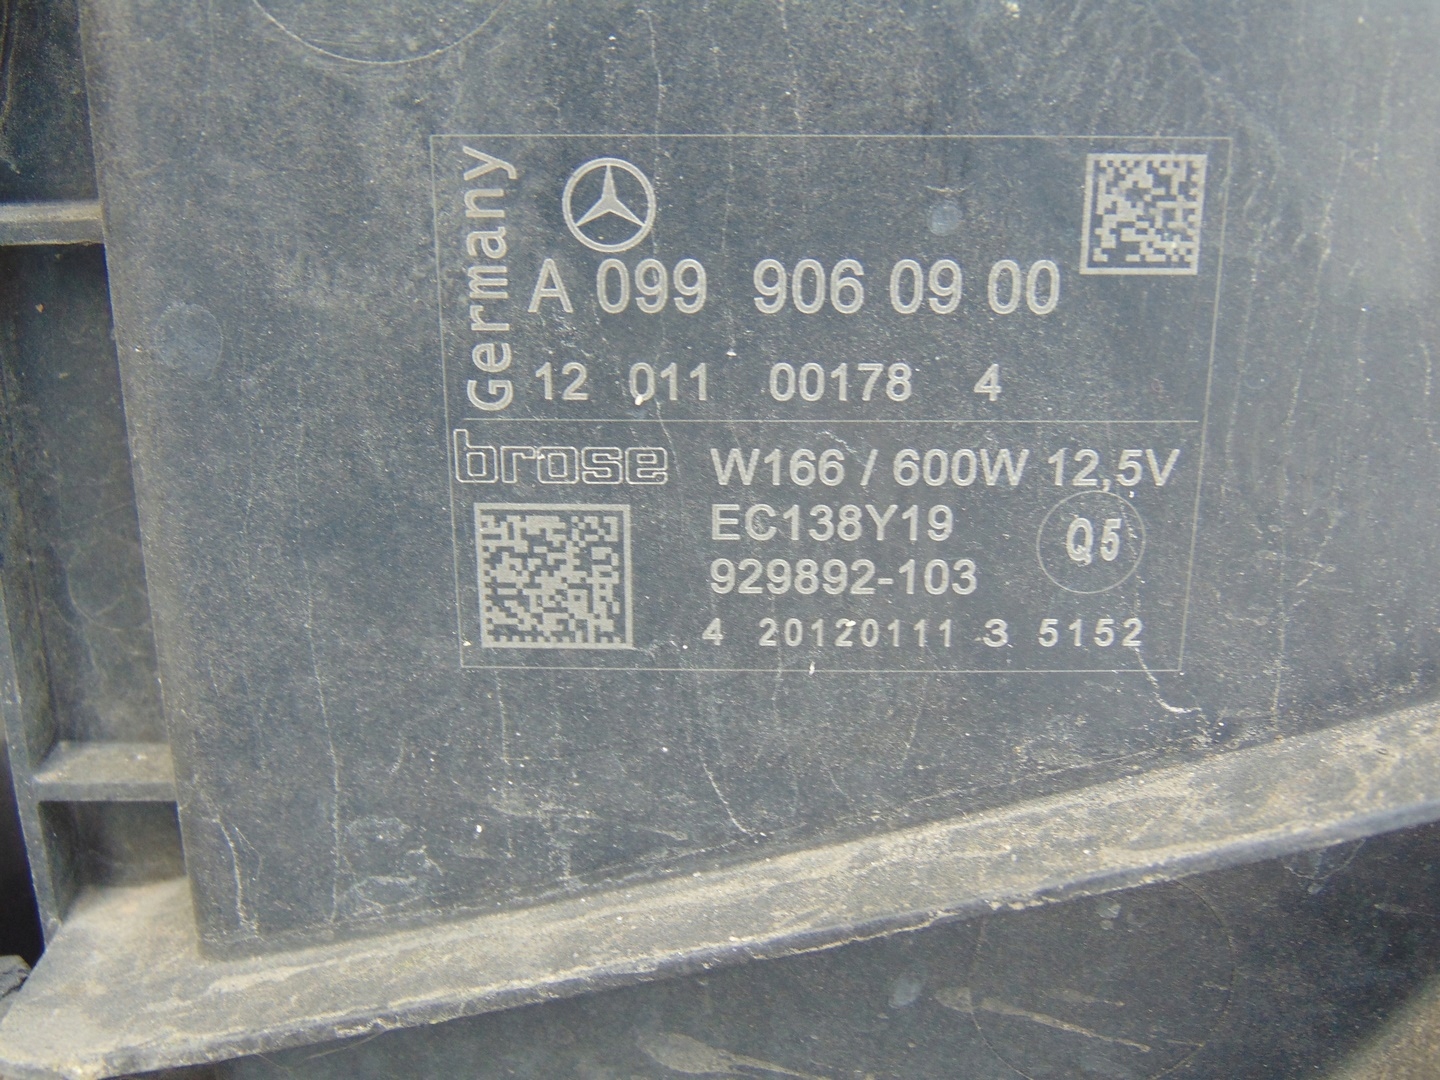 Germany
A 099 906 09 00
12 011 00178 4
brose
W166 / 600W 12,5V
EC138Y19
Q5
929892-103
4 20120111 3 5152